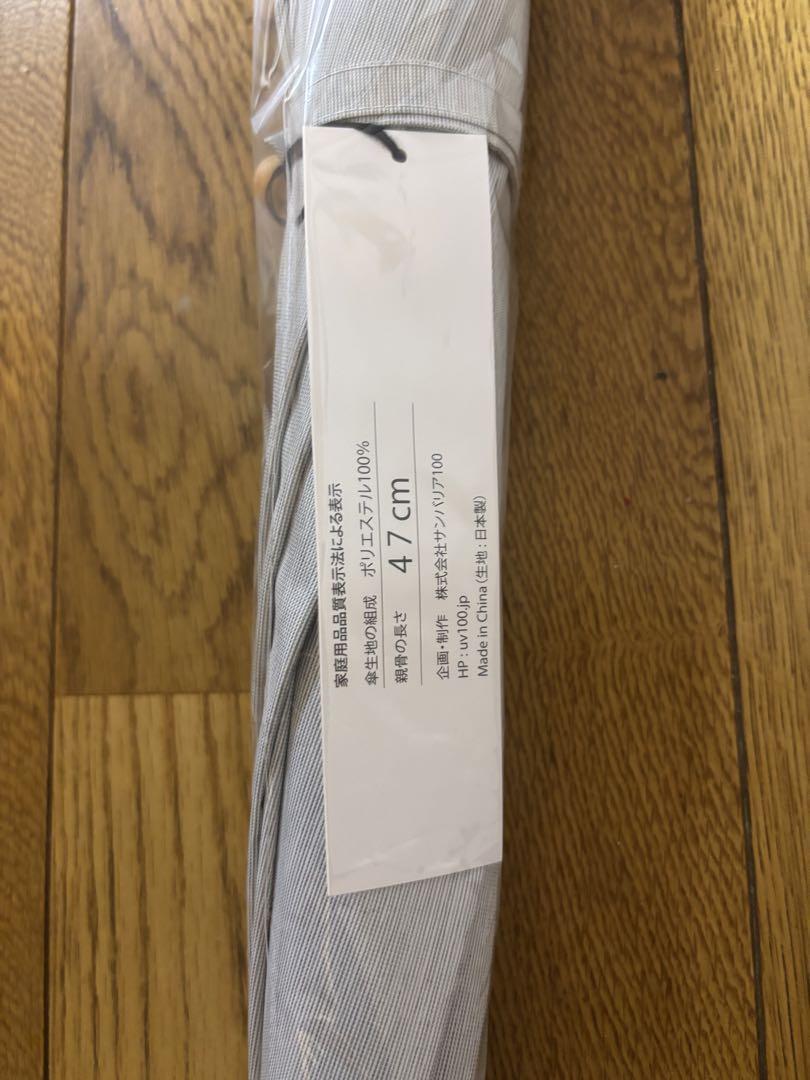 家庭用品品質表示法による表示
傘生地の組成 ポリエステル100%
親骨の長さ 47cm
企画・制作 株式会社サンバリア100
HP : uv100.jp
Made in China (生地 : 日本製)